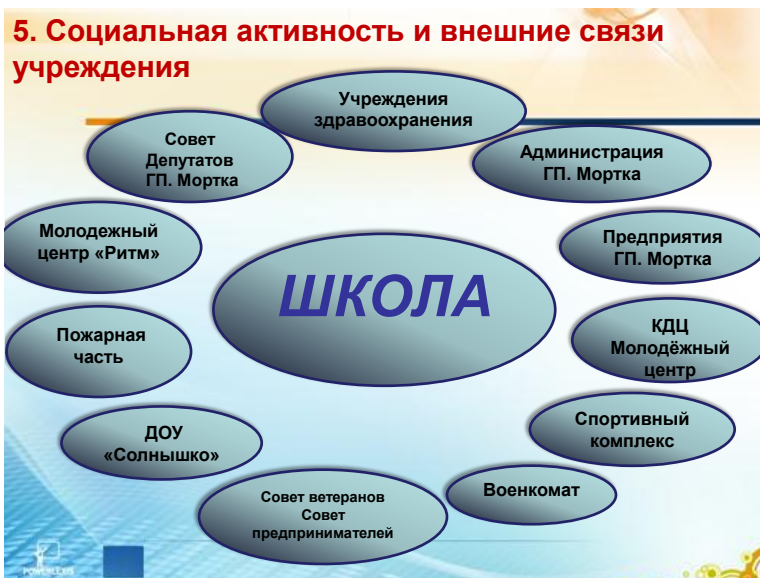 5. Социальная активность и внешние связи
учреждения
Учреждения
здравоохранения
Совет
Депутатов
ГП. Мортка
Администрация
ГП. Мортка
Молодежный
центр «Ритм»
Предприятия
ГП. Мортка
ШКОЛА
Пожарная
часть
КДЦ
Молодёжный
центр
ДОУ
«Солнышко»
Спортивный
комплекс
Совет ветеранов
Совет
предпринимателей
Военкомат